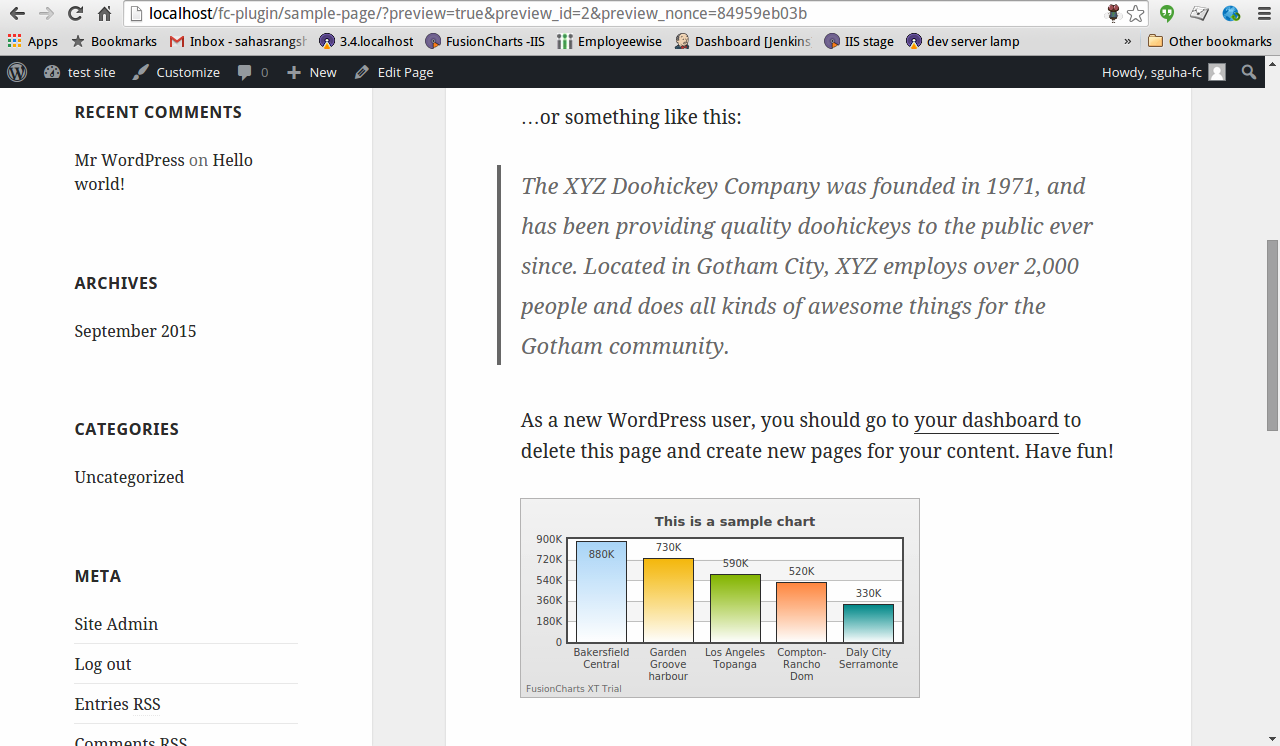 localhost/fc-plugin/sample-page/?preview=true&preview_id=2&preview_nonce=84959eb03b
Apps Bookmarks Inbox - sahasrangsh 3.4.localhost FusionCharts -IIS Employeewise Dashboard [Jenkins IIS stage dev server lamp » Other bookmarks
test site Customize 0 New Edit Page Howdy, sguha-fc
RECENT COMMENTS
Mr WordPress on Hello
world!
ARCHIVES
September 2015
CATEGORIES
Uncategorized
META
Site Admin
Log out
Entries RSS
Comments RSS
…or something like this:
The XYZ Doohickey Company was founded in 1971, and
has been providing quality doohickeys to the public ever
since. Located in Gotham City, XYZ employs over 2,000
people and does all kinds of awesome things for the
Gotham community.
As a new WordPress user, you should go to your dashboard to
delete this page and create new pages for your content. Have fun!
This is a sample chart
900K
720K
540K
360K
180K
0
880K
730K
590K
520K
330K
Bakersfield
Central
Garden
Groove
harbour
Los Angeles
Topanga
Compton-
Rancho
Dom
Daly City
Serramonte
FusionCharts XT Trial